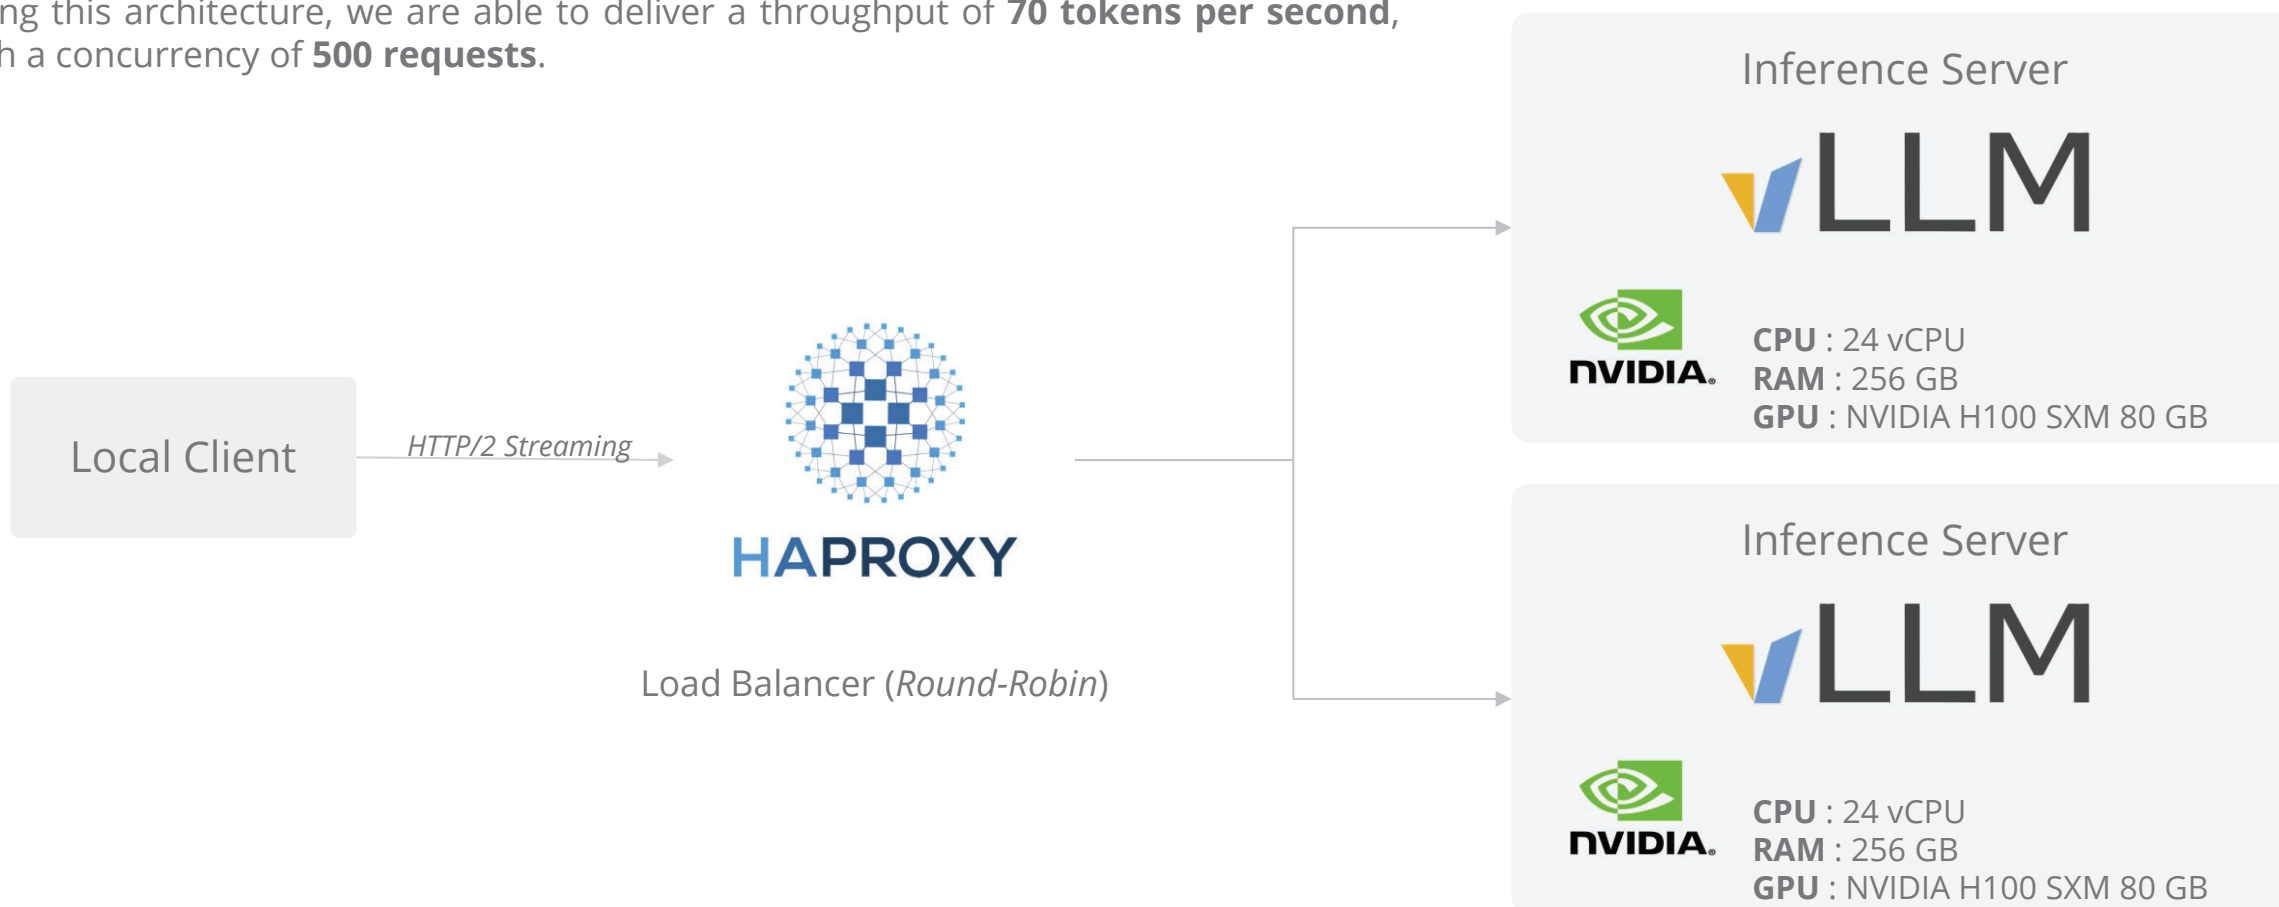 this architecture, we are able to deliver a throughput of 70 tokens per second,
a concurrency of 500 requests.
Local Client
HTTP/2 Streaming
HAPROXY
Load Balancer (Round-Robin)
Inference Server
vLLM
NVIDIA.
CPU : 24 vCPU
RAM : 256 GB
GPU : NVIDIA H100 SXM 80 GB
Inference Server
vLLM
NVIDIA.
CPU : 24 vCPU
RAM : 256 GB
GPU : NVIDIA H100 SXM 80 GB